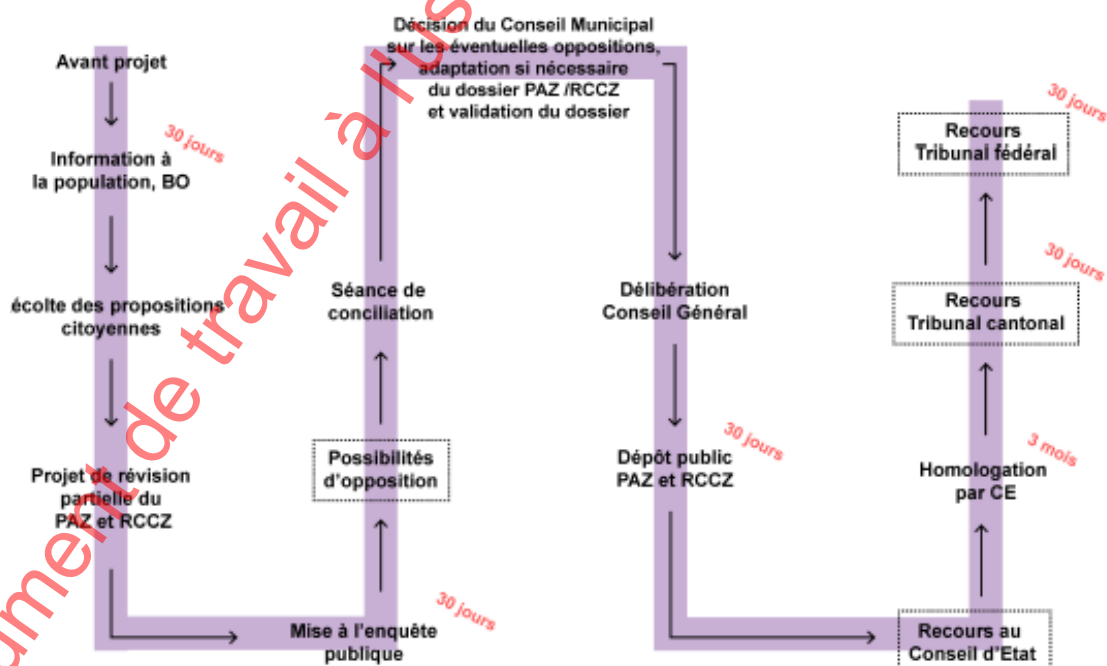 Avant projet
30 jours
Information à
la population, BO
écolte des propositions
citoyennes
Projet de révision
partielle du
PAZ et RCCZ
Mise à l'enquête
publique
30 jours
Possibilités
d'opposition
Séance de
conciliation
Décision du Conseil Municipal
sur les éventuelles oppositions,
adaptation si nécessaire
du dossier PAZ /RCCZ
et validation du dossier
Délibération
Conseil Général
Dépôt public
PAZ et RCCZ
30 jours
Recours au
Conseil d'Etat
Homologation
par CE
3 mois
Recours
Tribunal cantonal
30 jours
Recours
Tribunal fédéral
30 jours
ument de travail à l'us